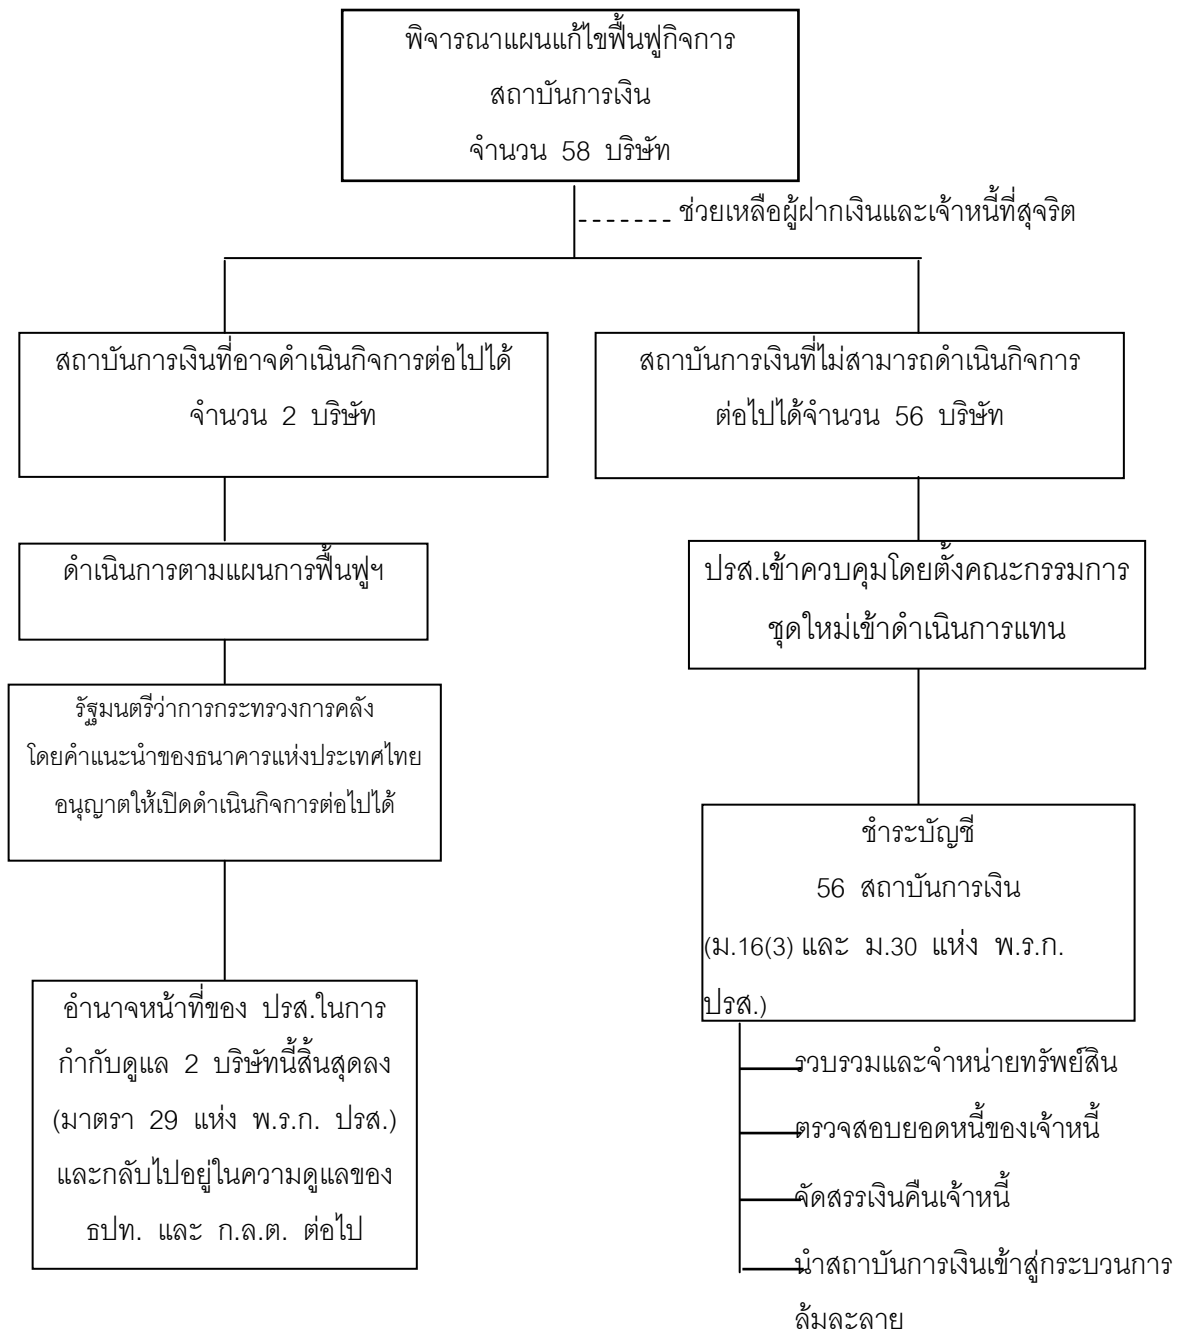 พิจารณาแผนแก้ไขฟื้นฟูกิจการ
สถาบันการเงิน
จำนวน 58 บริษัท
ช่วยเหลือผู้ฝากเงินและเจ้าหนี้ที่สุจริต
สถาบันการเงินที่อาจดำเนินกิจการต่อไปได้
จำนวน 2 บริษัท
ดำเนินการตามแผนการฟื้นฟูฯ
รัฐมนตรีว่าการกระทรวงการคลัง
โดยคำแนะนำของธนาคารแห่งประเทศไทย
อนุญาตให้เปิดดำเนินกิจการต่อไปได้
อำนาจหน้าที่ของ ปรส.ในการ
กำกับดูแล 2 บริษัทนี้สิ้นสุดลง
(มาตรา 29 แห่ง พ.ร.ก. ปรส.)
และกลับไปอยู่ในความดูแลของ
ธปท. และ ก.ล.ต. ต่อไป
สถาบันการเงินที่ไม่สามารถดำเนินกิจการ
ต่อไปได้จำนวน 56 บริษัท
ปรส.เข้าควบคุมโดยตั้งคณะกรรมการ
ชุดใหม่เข้าดำเนินการแทน
ชำระบัญชี
56 สถาบันการเงิน
(ม.16(3) และ ม.30 แห่ง พ.ร.ก.
ปรส.)
รวบรวมและจำหน่ายทรัพย์สิน
ตรวจสอบยอดหนี้ของเจ้าหนี้
จัดสรรเงินคืนเจ้าหนี้
นำสถาบันการเงินเข้าสู่กระบวนการ
ล้มละลาย